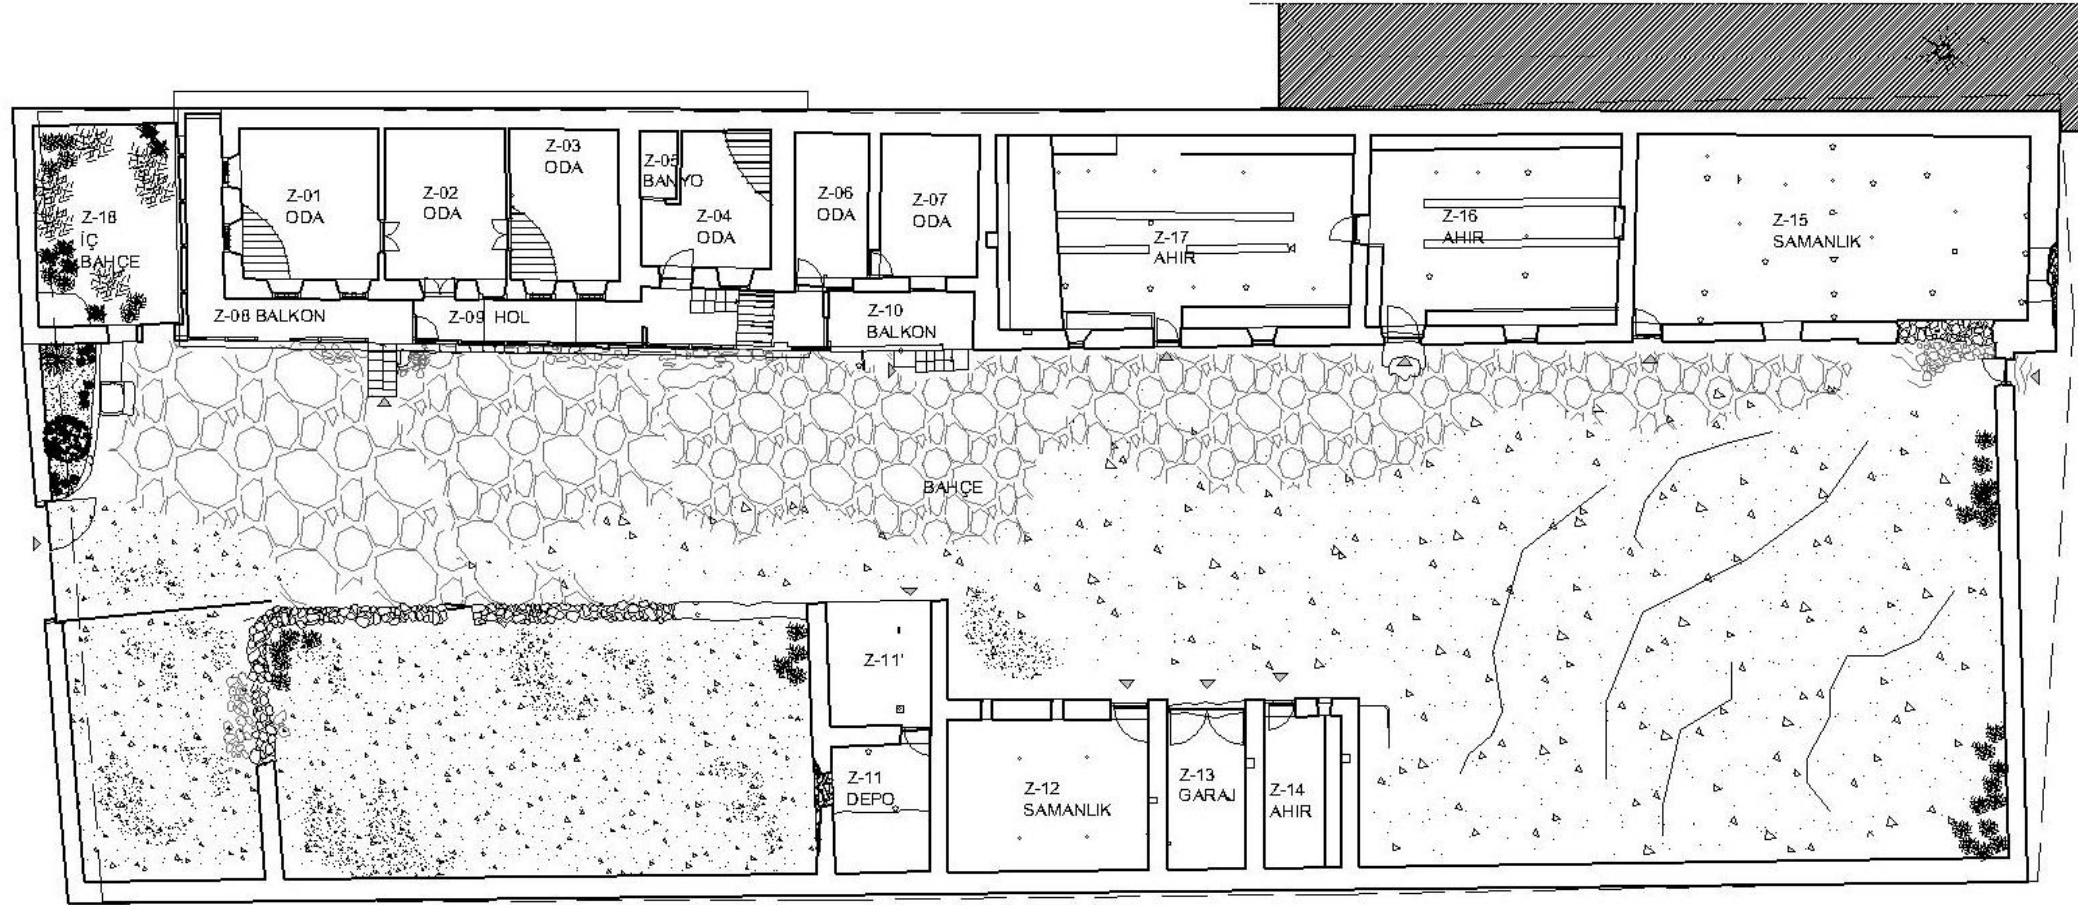 Z-01
ODA
Z-02
ODA
Z-03
ODA
Z-05
BANYO
Z-04
ODA
Z-06
ODA
Z-07
ODA
Z-17
AHIR
Z-16
AHIR
Z-15
SAMANLIK
Z-18
İÇ
BAHÇE
Z-08 BALKON
Z-09 HOL
Z-10
BALKON
BAHÇE
Z-11'
Z-11
DEPO
Z-12
SAMANLIK
Z-13
GARAJ
Z-14
AHIR